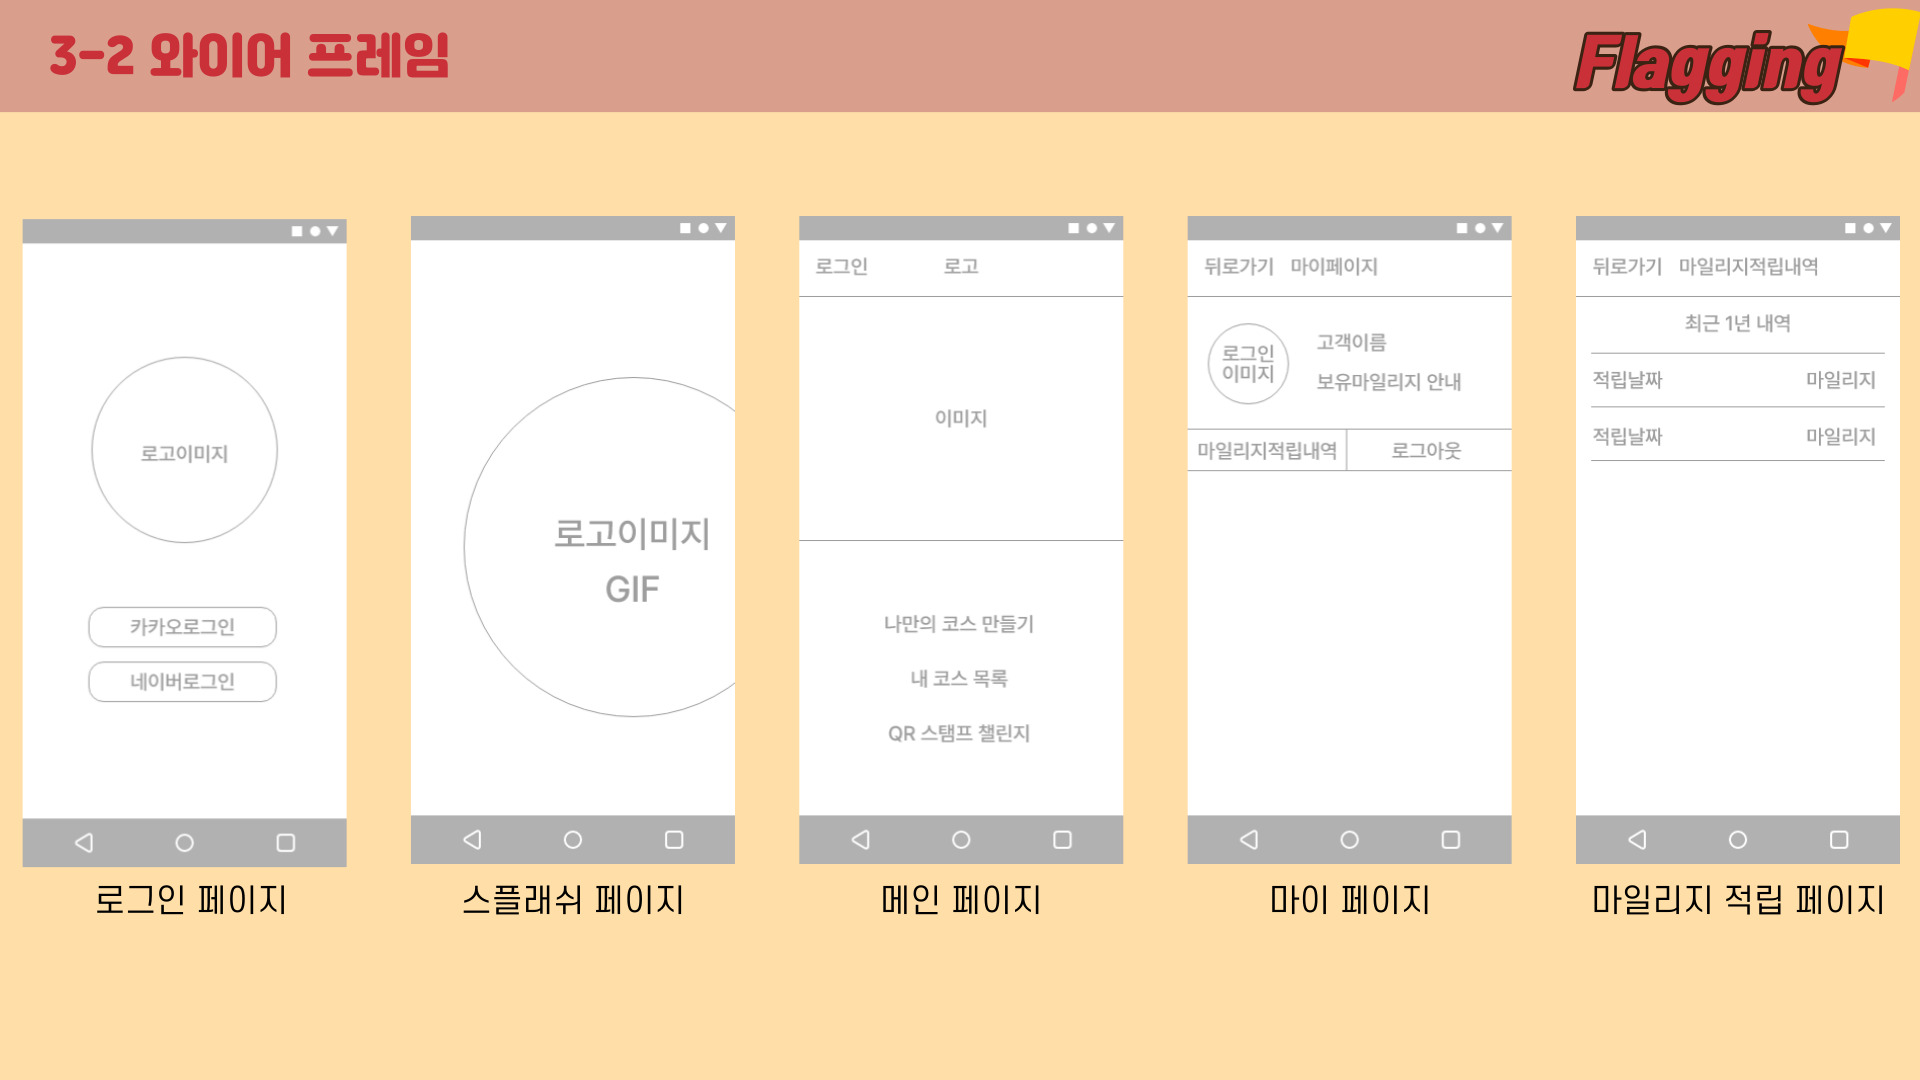 3-2 와이어 프레임
Flagging
로고이미지
카카오로그인
네이버로그인
로그인 페이지
로고이미지
GIF
스플래쉬 페이지
로그인 로고
이미지
나만의 코스 만들기
내 코스 목록
QR 스탬프 챌린지
메인 페이지
뒤로가기 마이페이지
로그인
이미지
고객이름
보유마일리지 안내
마일리지적립내역 로그아웃
마이 페이지
뒤로가기 마일리지적립내역
최근 1년 내역
적립날짜 마일리지
적립날짜 마일리지
마일리지 적립 페이지